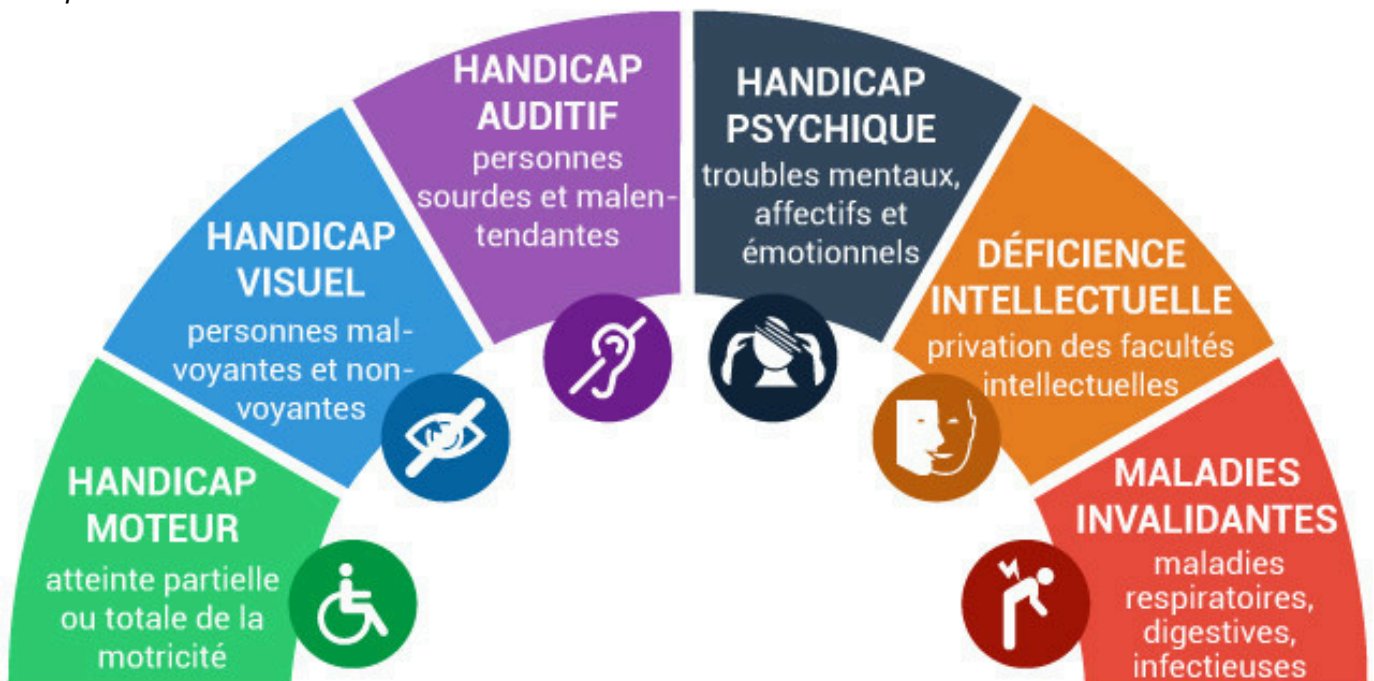 HANDICAP
MOTEUR
atteinte partielle
ou totale de la
motricité
HANDICAP
VISUEL
personnes mal-
voyantes et non-
voyantes
HANDICAP
AUDITIF
personnes
sourdes et malen-
tendantes
HANDICAP
PSYCHIQUE
troubles mentaux,
affectifs et
émotionnels
DÉFICIENCE
INTELLECTUELLE
privation des facultés
intellectuelles
MALADIES
INVALIDANTES
maladies
respiratoires,
digestives,
infectieuses